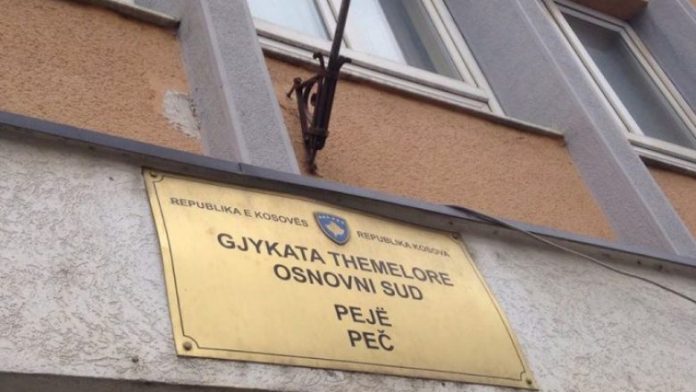 REPUBLIKA E KOSOVËS
REPUBLIKA KOSOVA
GJYKATA THEMELORE
OSNOVNI SUD
PEJË
PEČ